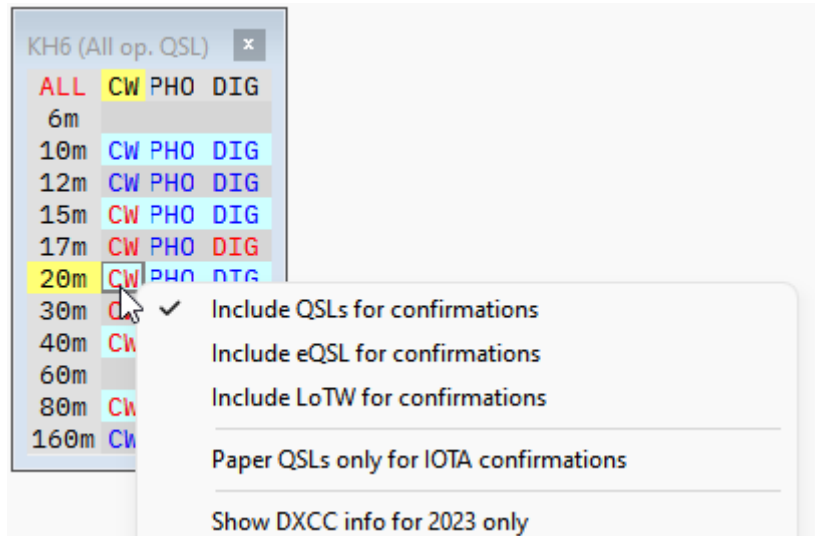 KH6 (All op. QSL) x
ALL CW PHO DIG
6m
10m CW PHO DIG
12m CW PHO DIG
15m CW PHO DIG
17m CW PHO DIG
20m CW PHO DIG
30m
40m CW
60m
80m CW
160m CW
Include QSLs for confirmations
Include eQSL for confirmations
Include LoTW for confirmations
Paper QSLs only for IOTA confirmations
Show DXCC info for 2023 only